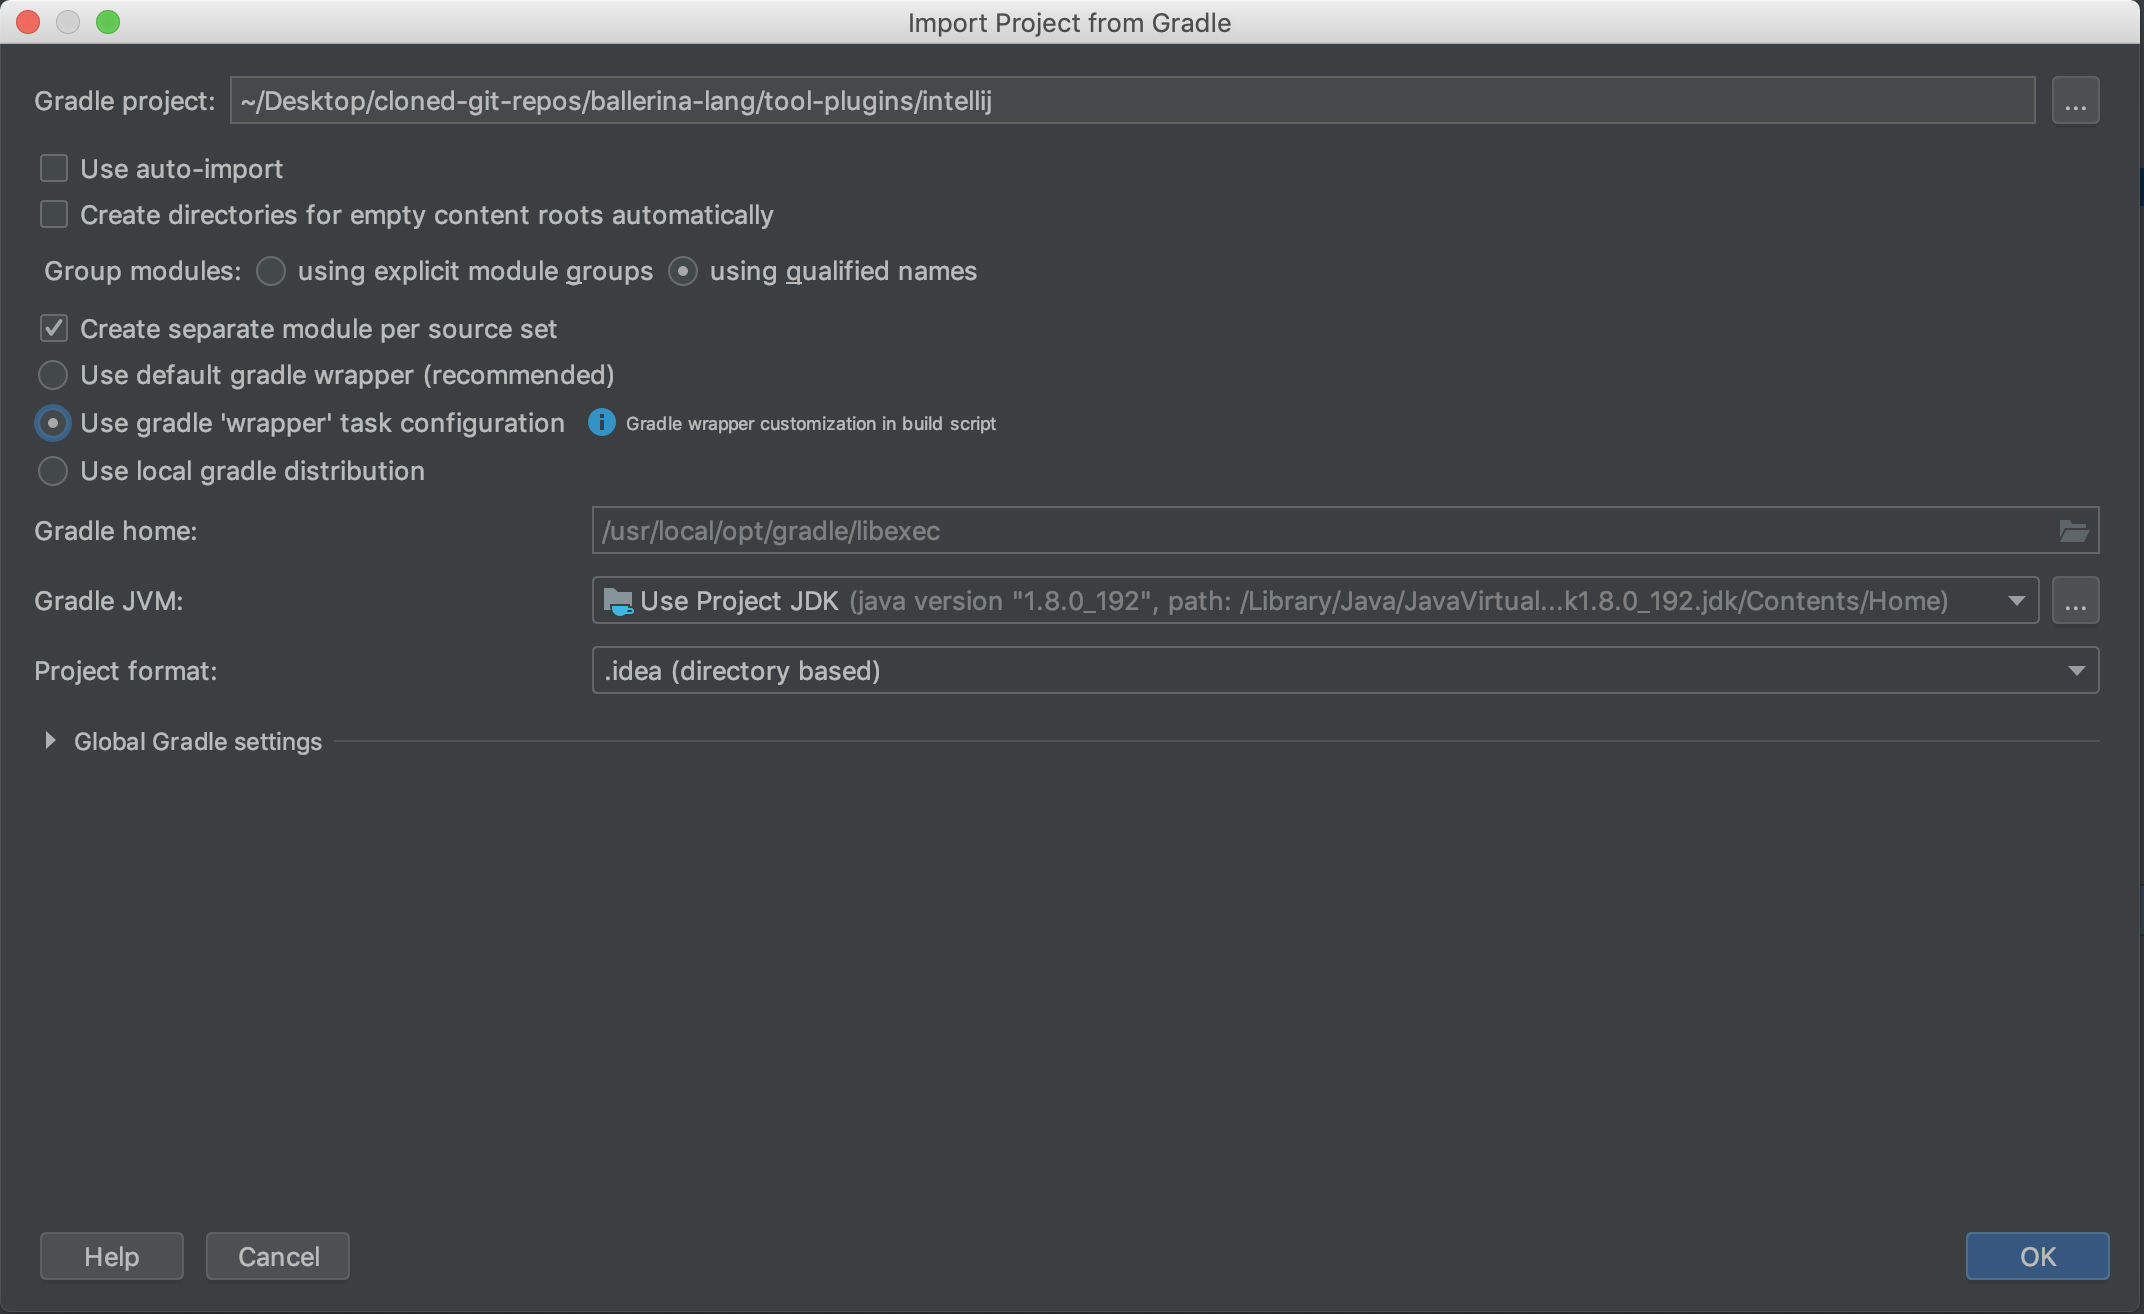 Import Project from Gradle
Gradle project: ~/Desktop/cloned-git-repos/ballerina-lang/tool-plugins/intellij ...
Use auto-import
Create directories for empty content roots automatically
Group modules: using explicit module groups using qualified names
Create separate module per source set
Use default gradle wrapper (recommended)
Use gradle 'wrapper' task configuration Gradle wrapper customization in build script
Use local gradle distribution
Gradle home: /usr/local/opt/gradle/libexec
Gradle JVM: Use Project JDK (java version "1.8.0_192", path: /Library/Java/JavaVirtual...k1.8.0_192.jdk/Contents/Home) ...
Project format: .idea (directory based)
Global Gradle settings
Help Cancel OK